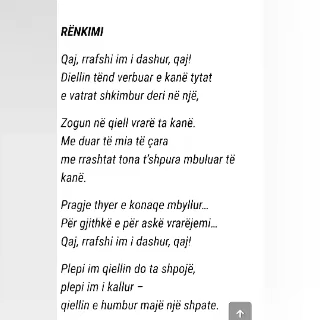 RËNKIMI
Qaj, rrafshi im i dashur, qaj!
Diellin tënd verbuar e kanë tytat
e vatrat shkimbur deri në një,
Zogun në qiell vrarë ta kanë.
Me duar të mia të çara
me rrashtat tona t'shpura mbuluar të
kanë.
Pragje thyer e konaqe mbyllur...
Për gjithkë e për askë vrarëjemi...
Qaj, rrafshi im i dashur, qaj!
Plepi im qiellin do ta shpojë,
plepi im i kallur –
qiellin e humbur majë një shpate.